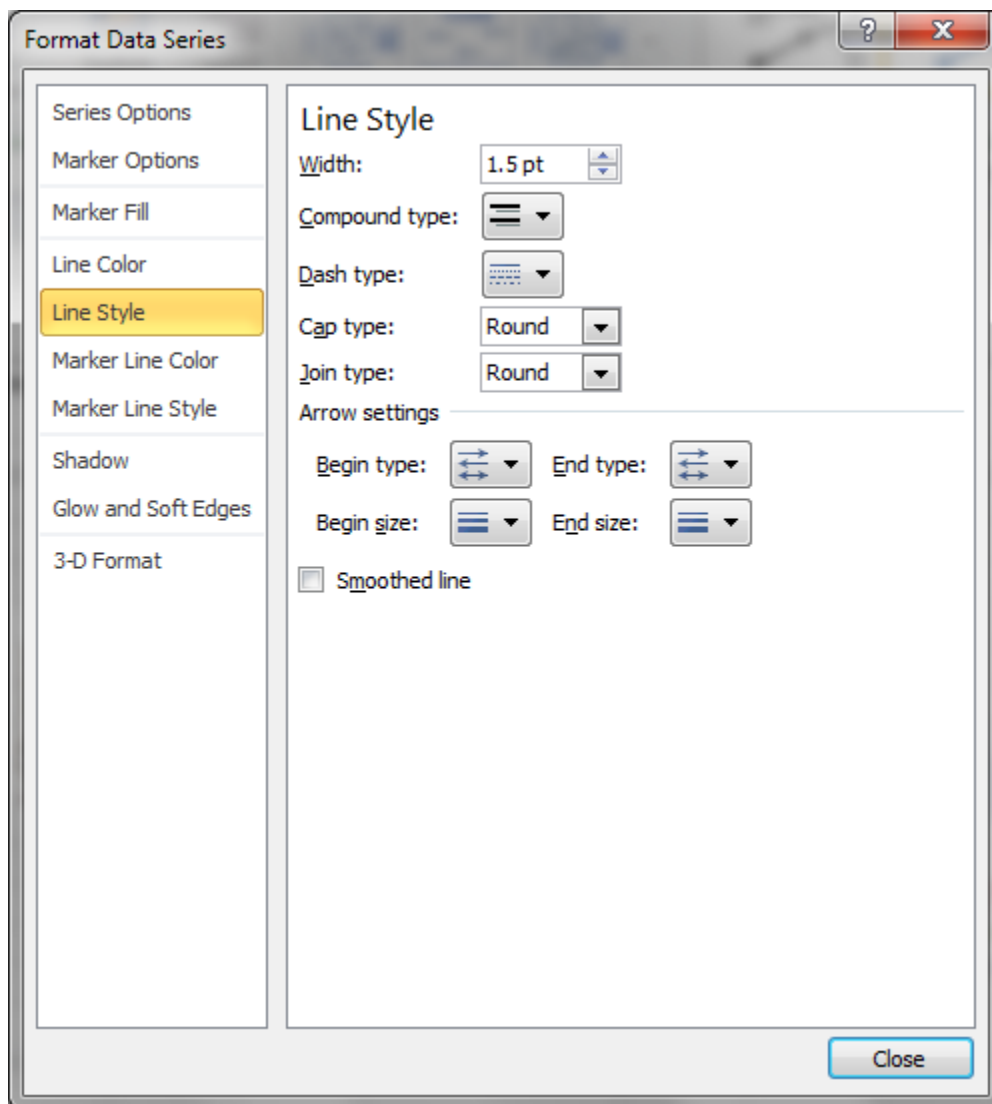 Format Data Series
?
Series Options
Marker Options
Marker Fill
Line Color
Line Style
Marker Line Color
Marker Line Style
Shadow
Glow and Soft Edges
3-D Format
Line Style
Width: 1.5 pt
Compound type:
Dash type:
Cap type: Round
Join type: Round
Arrow settings
Begin type: End type:
Begin size: End size:
Smoothed line
Close